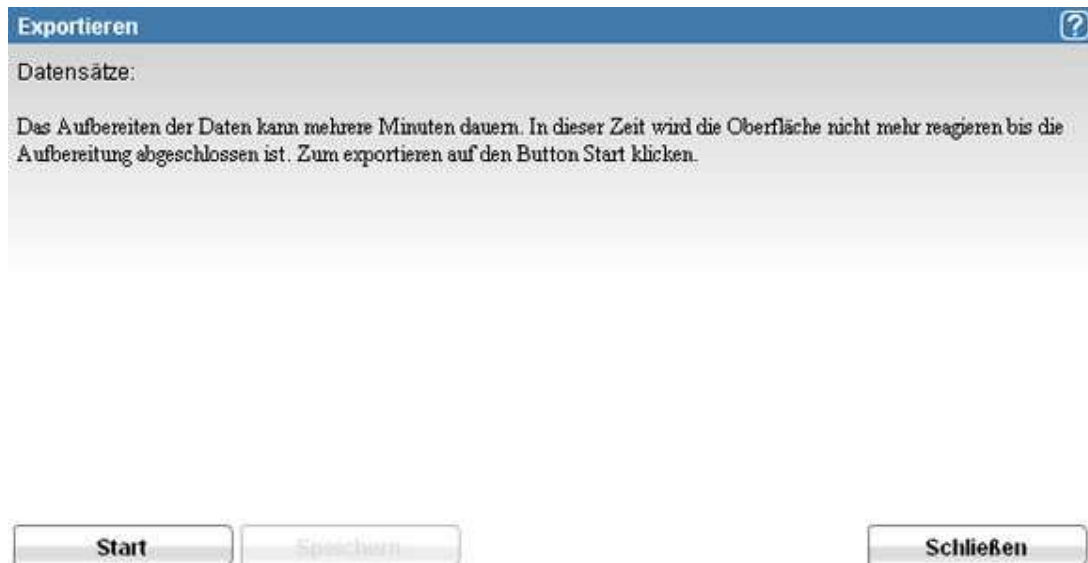 Exportieren
?
Datensätze:
Das Aufbereiten der Daten kann mehrere Minuten dauern. In dieser Zeit wird die Oberfläche nicht mehr reagieren bis die
Aufbereitung abgeschlossen ist. Zum exportieren auf den Button Start klicken.
Start
Speichern
Schließen